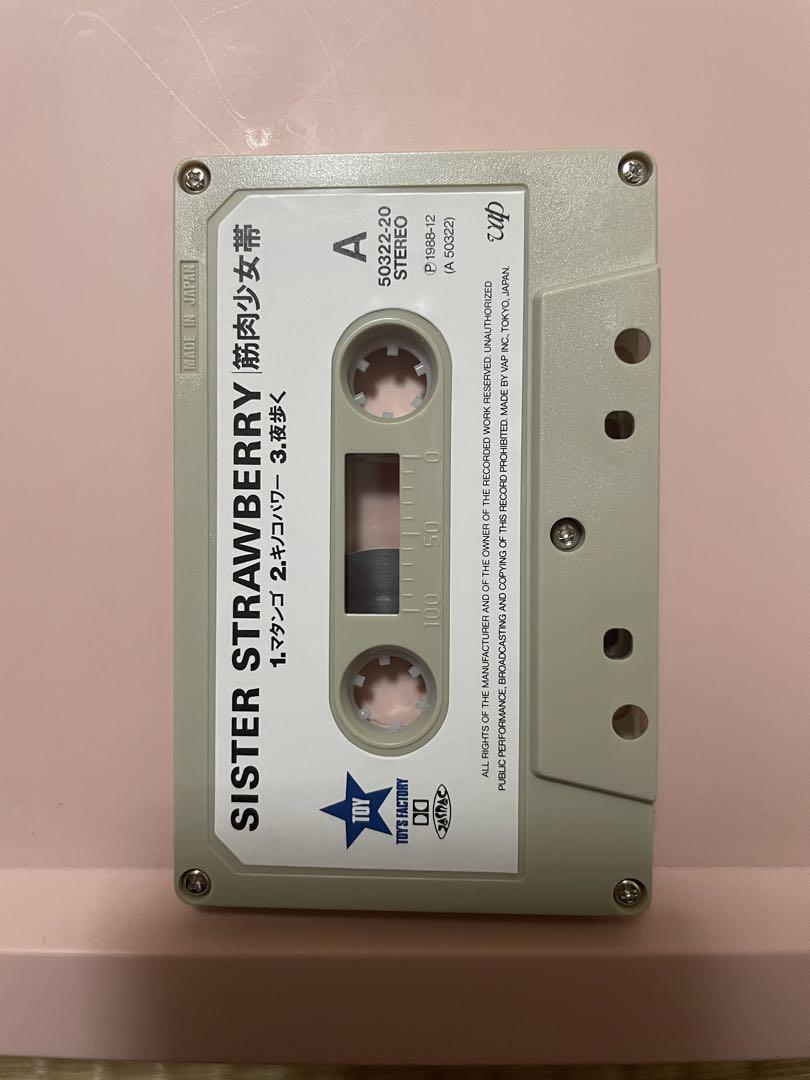 SISTER STRAWBERRY|筋肉少女帯
1.マタンゴ 2.キノコパワー 3.夜歩く
TOY
TOY'S FACTORY
JASRAC
A
50322-20
STEREO
Ⓟ1988-12
(A 50322)
0 50 100
ALL RIGHTS OF THE MANUFACTURER AND OF THE OWNER OF THE RECORDED WORK RESERVED. UNAUTHORIZED
PUBLIC PERFORMANCE, BROADCASTING AND COPYING OF THIS RECORD PROHIBITED. MADE BY VAP INC., TOKYO, JAPAN.
vap
MADE IN JAPAN